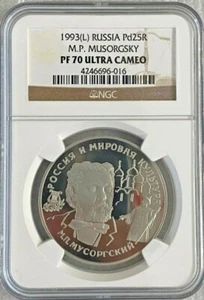 1993(L) RUSSIA Pd25R
M.P. MUSORGSKY
PF 70 ULTRA CAMEO
4246696-016
NGC
РОССИЯ И МИРОВАЯ КУЛЬТУРА
М.П.МУСОРГСКИЙ